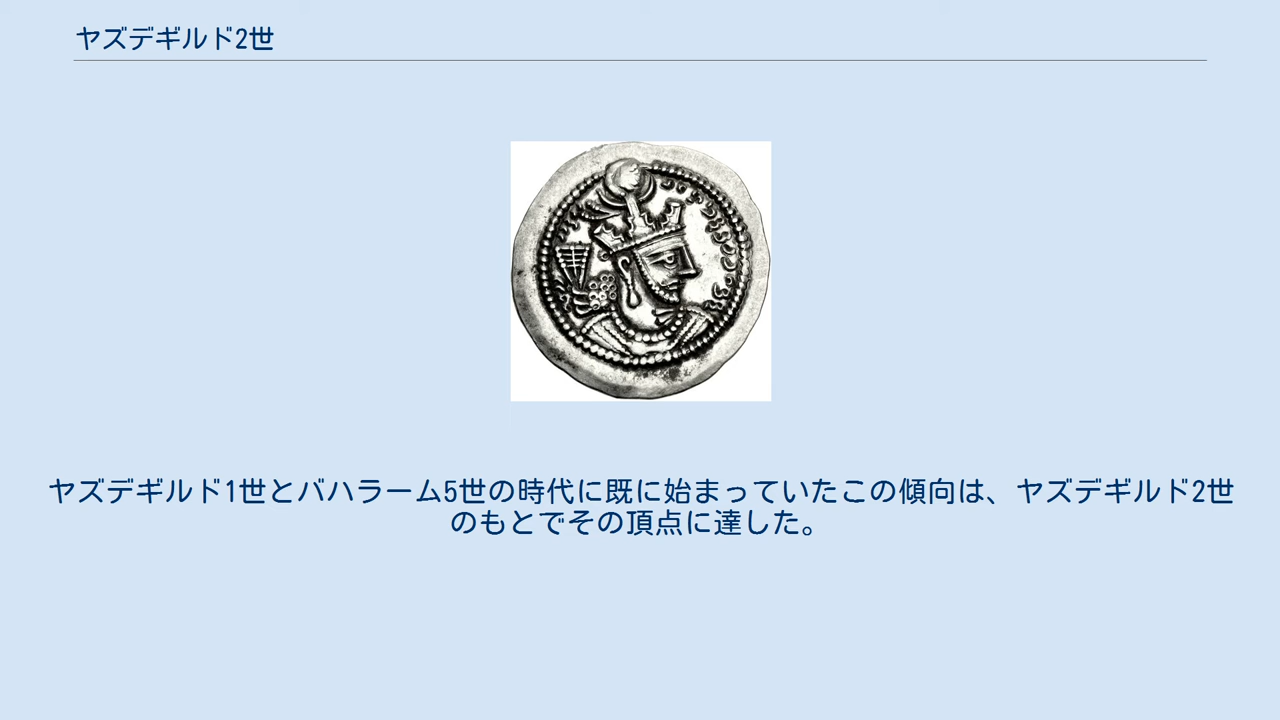 ヤズデギルド2世
ヤズデギルド1世とバハラーム5世の時代に既に始まっていたこの傾向は、ヤズデギルド2世
のもとでその頂点に達した。